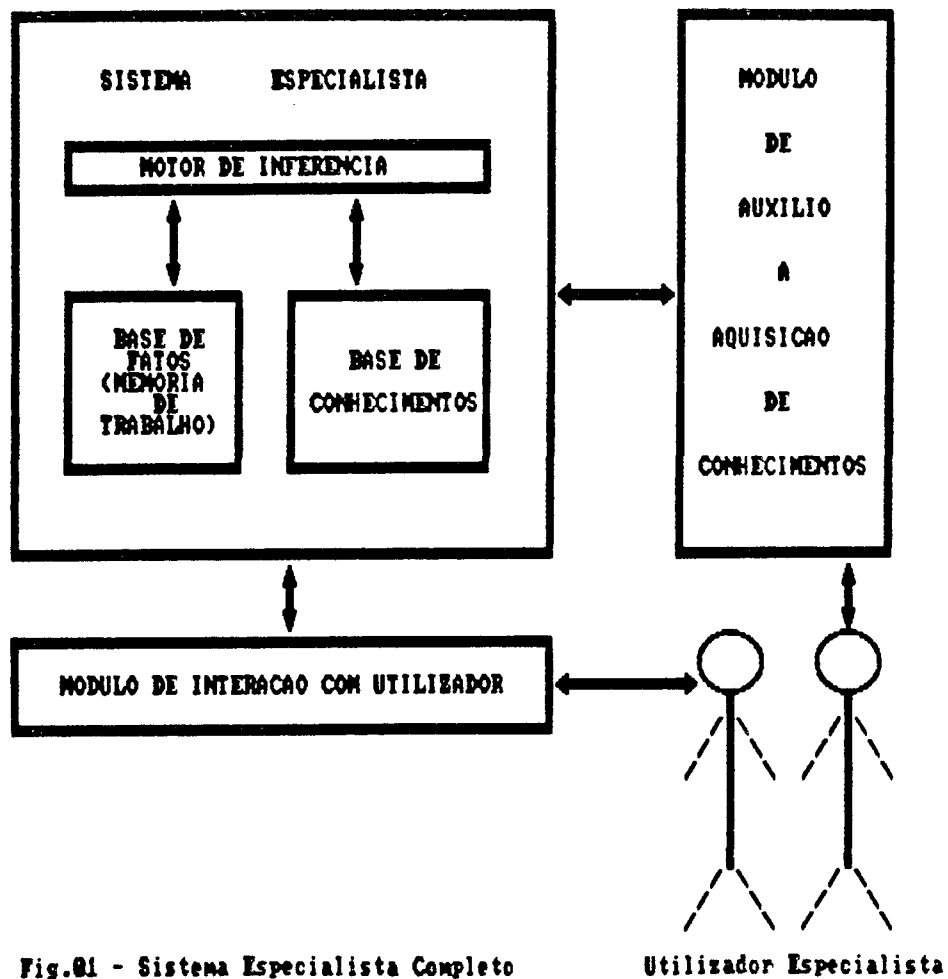 SISTEMA ESPECIALISTA
MOTOR DE INFERENCIA
BASE DE
FATOS
(MEMORIA
DE
TRABALHO)
BASE DE
CONHECIMENTOS
MODULO
DE
AUXILIO
A
AQUISICAO
DE
CONHECIMENTOS
MODULO DE INTERACAO COM UTILIZADOR
Fig.01 - Sistema Especialista Completo
Utilizador Especialista